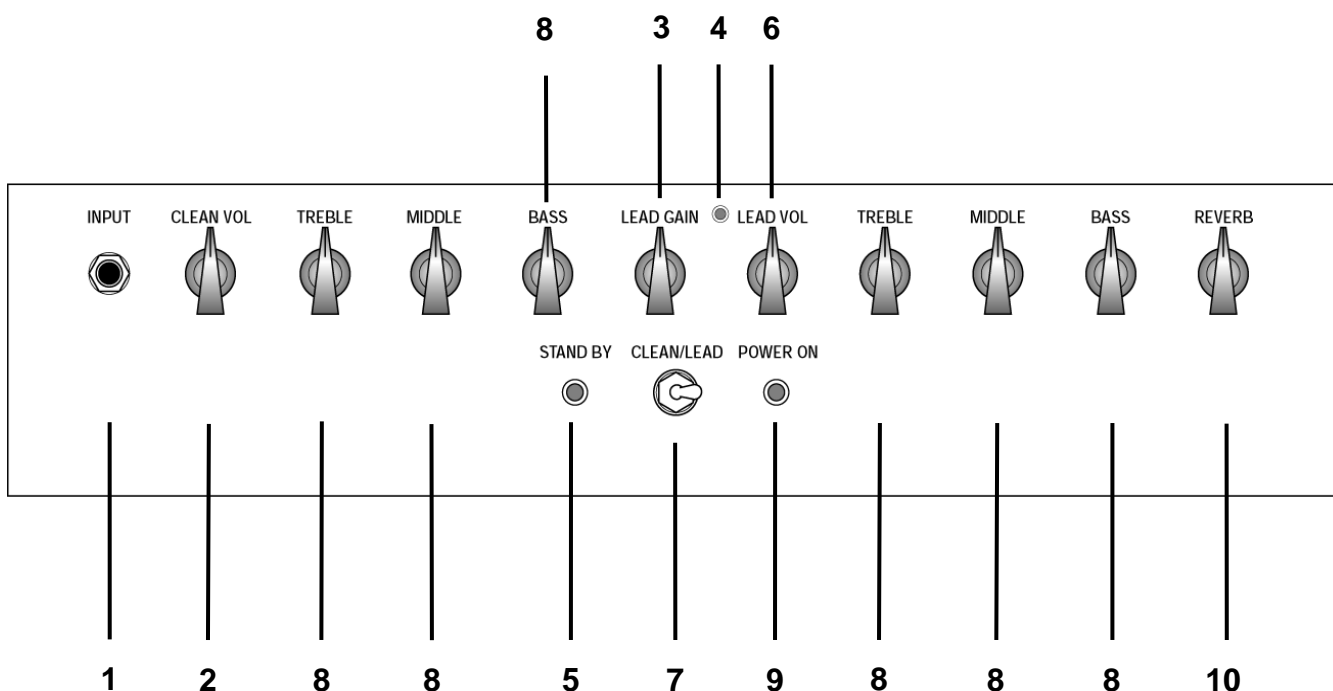 8 3 4 6
INPUT CLEAN VOL TREBLE MIDDLE BASS LEAD GAIN LEAD VOL TREBLE MIDDLE BASS REVERB
STAND BY CLEAN/LEAD POWER ON
1 2 8 8 5 7 9 8 8 8 10